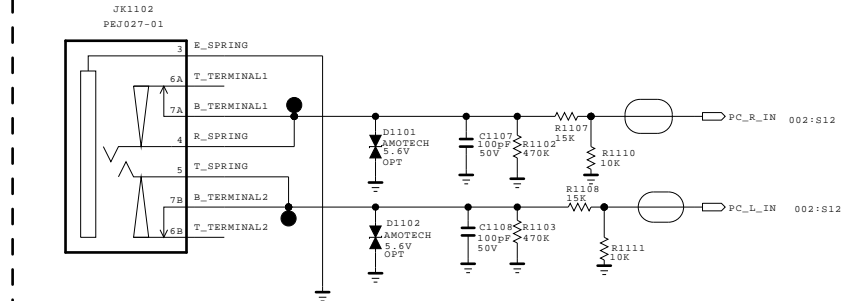 JK1102
PEJ027-01
3 E_SPRING
6A T_TERMINAL1
7A B_TERMINAL1
4 R_SPRING
5 T_SPRING
7B B_TERMINAL2
6B T_TERMINAL2
D1101
AMOTECH
5.6V
OPT
C1107
100pF
50V
R1102
470K
R1107
15K
R1110
10K
PC_R_IN 002:S12
D1102
AMOTECH
5.6V
OPT
C1108
100pF
50V
R1103
470K
R1108
15K
R1111
10K
PC_L_IN 002:S12